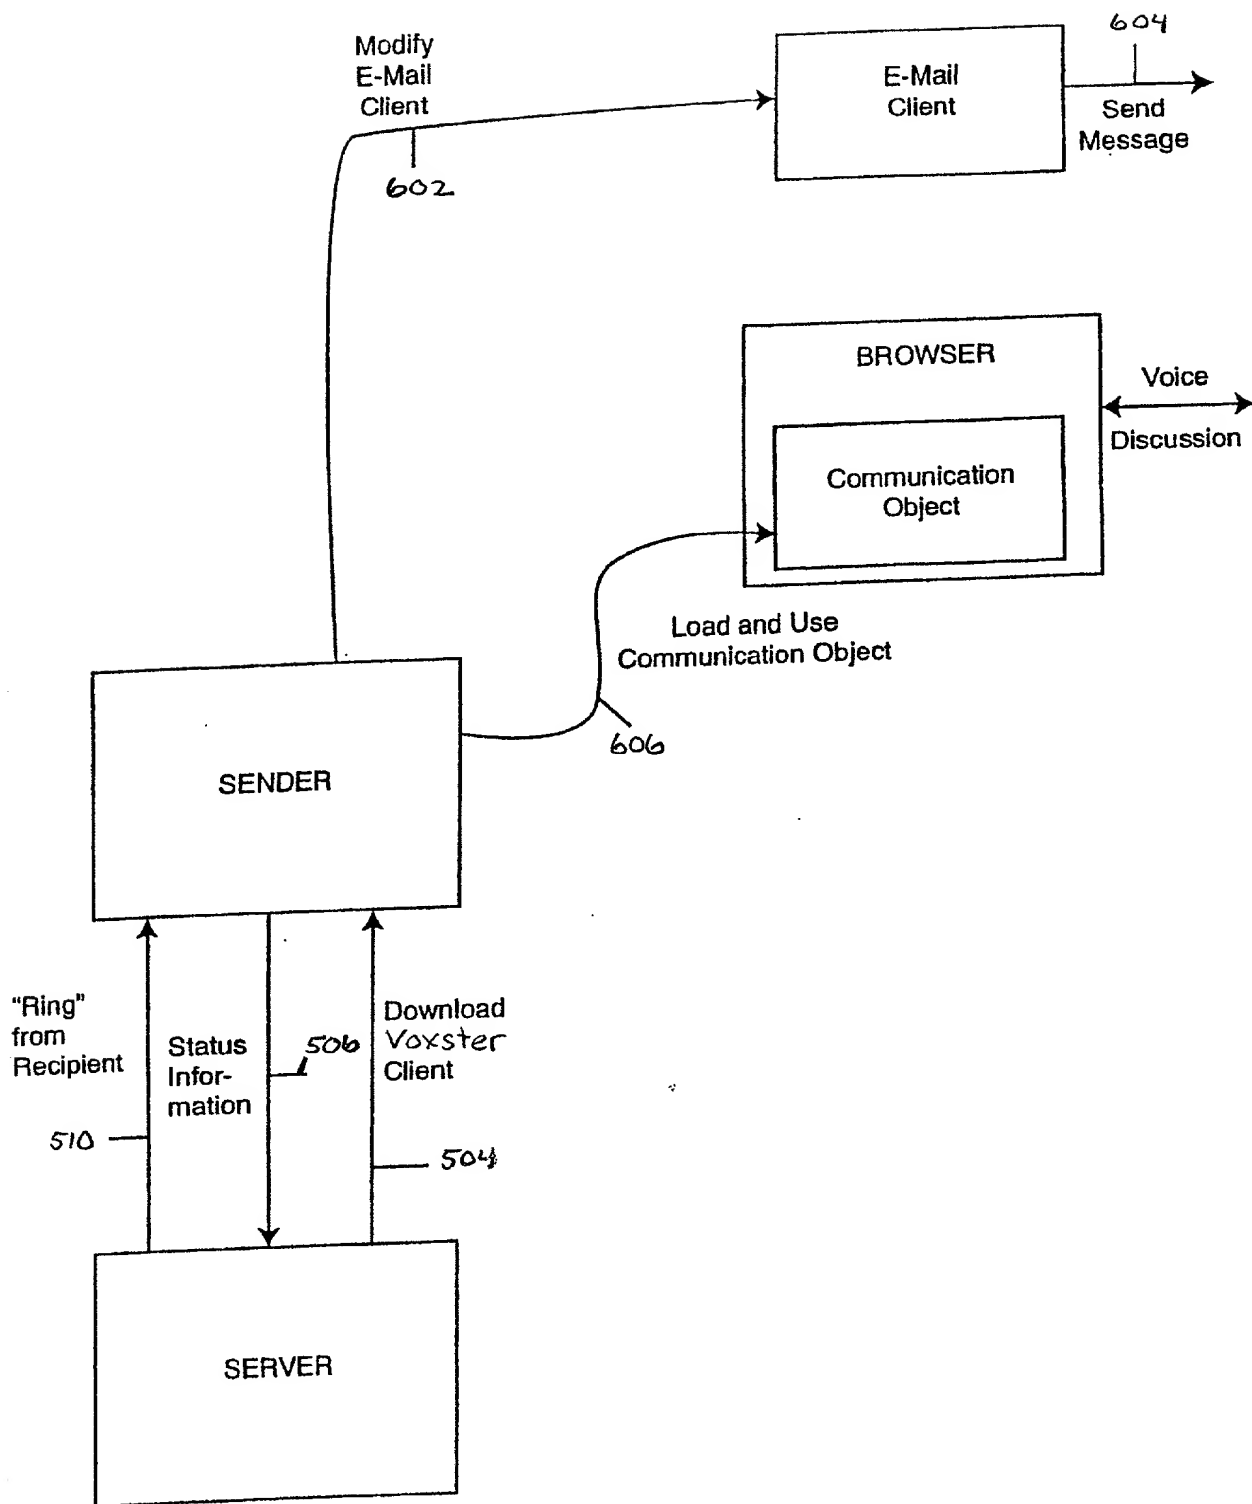 604
Modify
E-Mail
Client
602
E-Mail
Client
Send
Message
BROWSER
Voice
Discussion
Communication
Object
Load and Use
Communication Object
606
SENDER
"Ring"
from
Recipient
510
Status
Infor-
mation
506
Download
Voxster
Client
504
SERVER